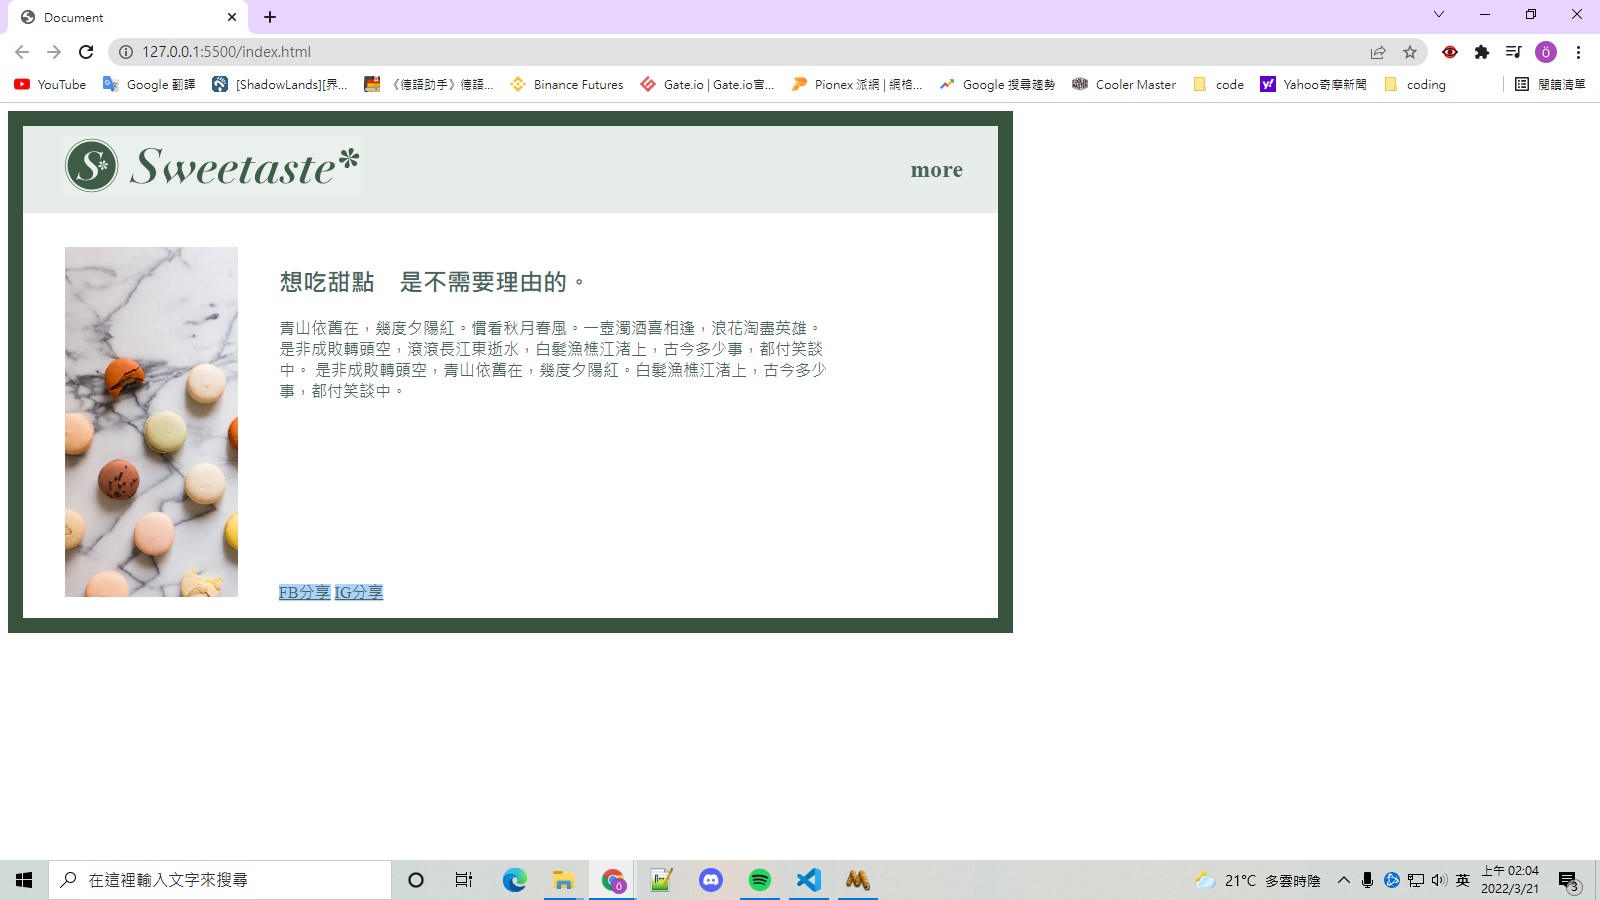 Document
127.0.0.1:5500/index.html
YouTube
Google 翻譯
[ShadowLands][界...
《德語助手》德語...
Binance Futures
Gate.io | Gate.io官...
Pionex 派網 | 網格...
Google 搜尋趨勢
Cooler Master
code
Yahoo奇摩新聞
coding
閱讀清單
S* Sweetaste*
more
想吃甜點　是不需要理由的。
青山依舊在，幾度夕陽紅。慣看秋月春風。一壺濁酒喜相逢，浪花淘盡英雄。
是非成敗轉頭空，滾滾長江東逝水，白髮漁樵江渚上，古今多少事，都付笑談
中。 是非成敗轉頭空，青山依舊在，幾度夕陽紅。白髮漁樵江渚上，古今多少
事，都付笑談中。
FB分享 IG分享
在這裡輸入文字來搜尋
21°C 多雲時陰
英
上午 02:04
2022/3/21
3